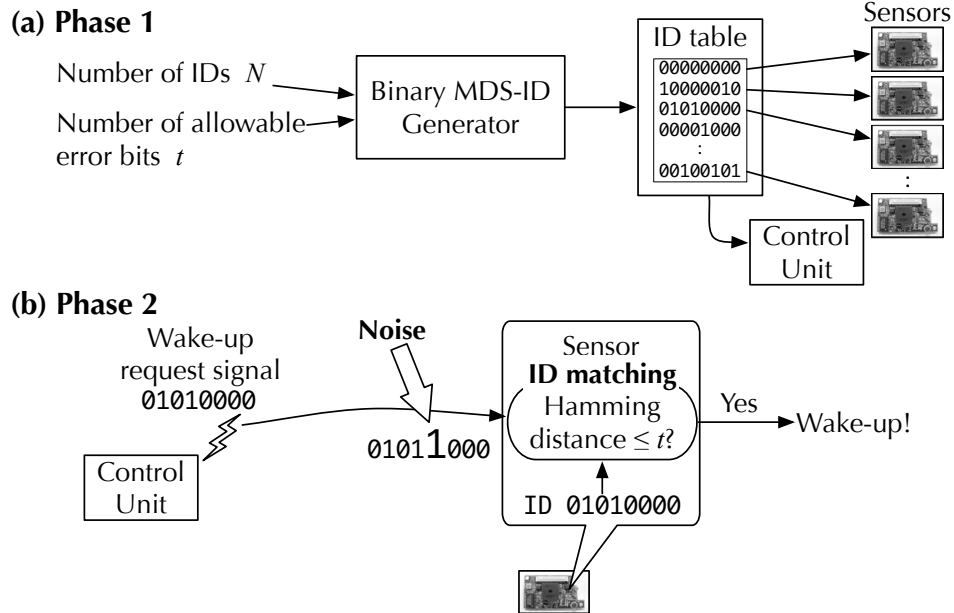 (a) Phase 1
Number of IDs N
Number of allowable
error bits t
Binary MDS-ID
Generator
ID table
00000000
10000010
01010000
00001000
:
00100101
Sensors
:
Control
Unit
(b) Phase 2
Wake-up
request signal
01010000
Control
Unit
Noise
01011000
Sensor
ID matching
Hamming
distance ≤ t?
ID 01010000
Yes
Wake-up!